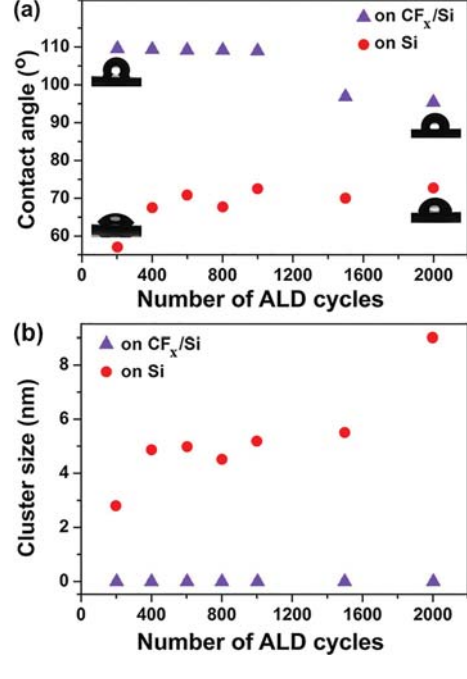 (a)
on CFx/Si
on Si
Contact angle (º)
110
100
90
80
70
60
0 400 800 1200 1600 2000
Number of ALD cycles
(b)
on CFx/Si
on Si
Cluster size (nm)
8
6
4
2
0
0 400 800 1200 1600 2000
Number of ALD cycles